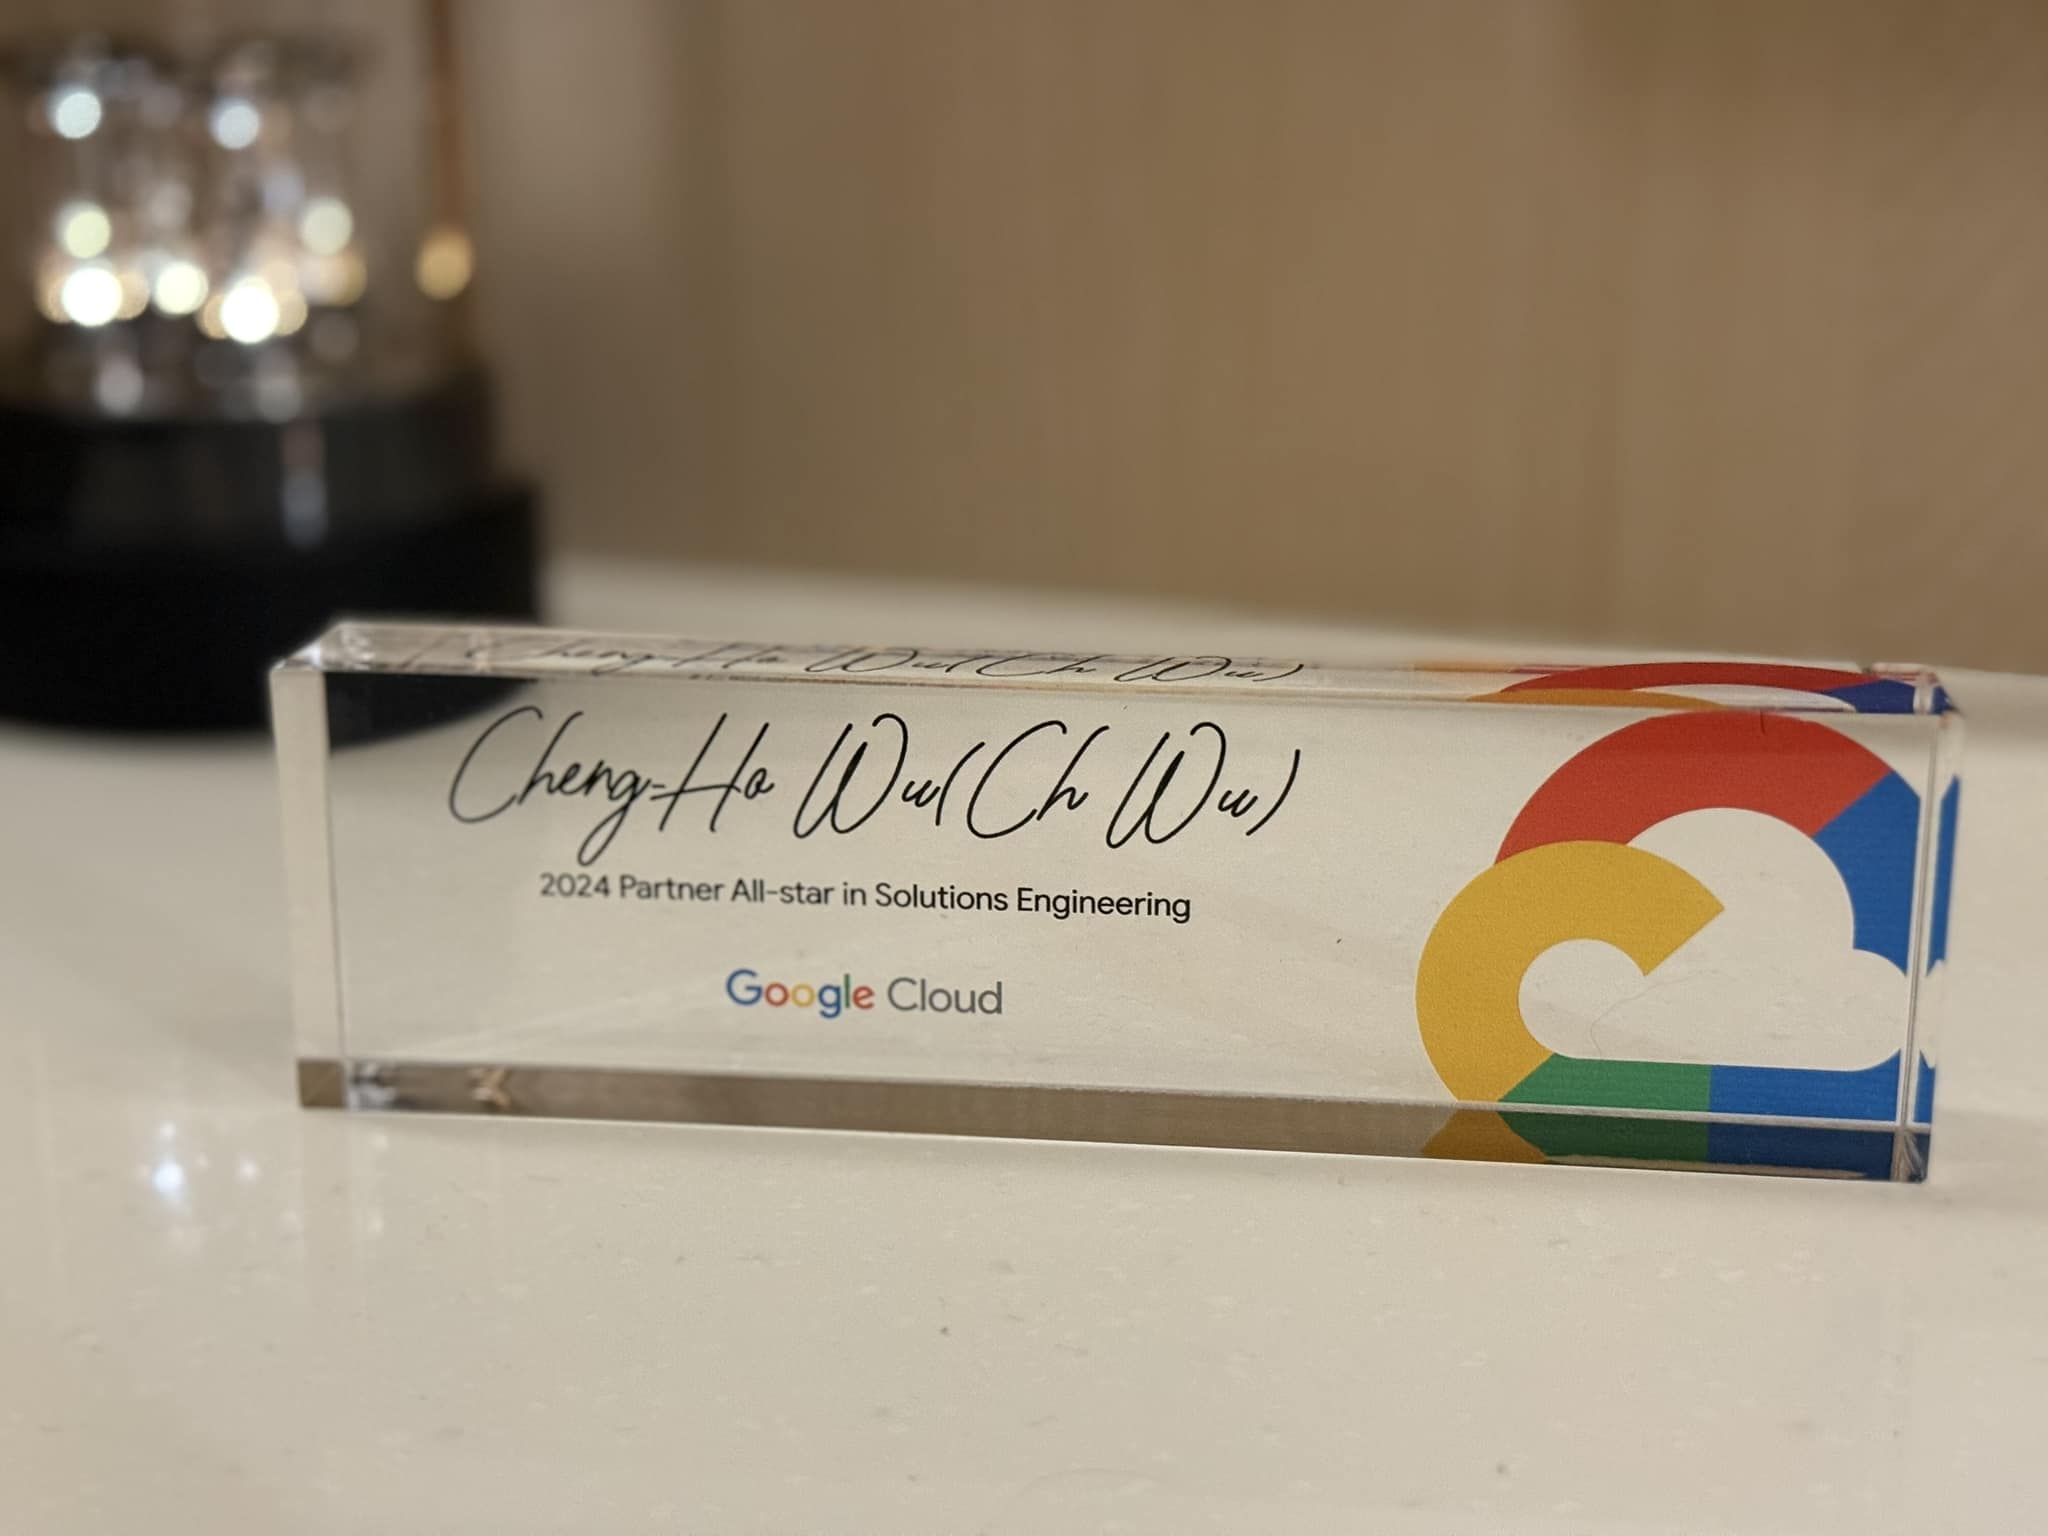 Cheng-Ho Wu(Ch Wu)
2024 Partner All-star in Solutions Engineering
Google Cloud